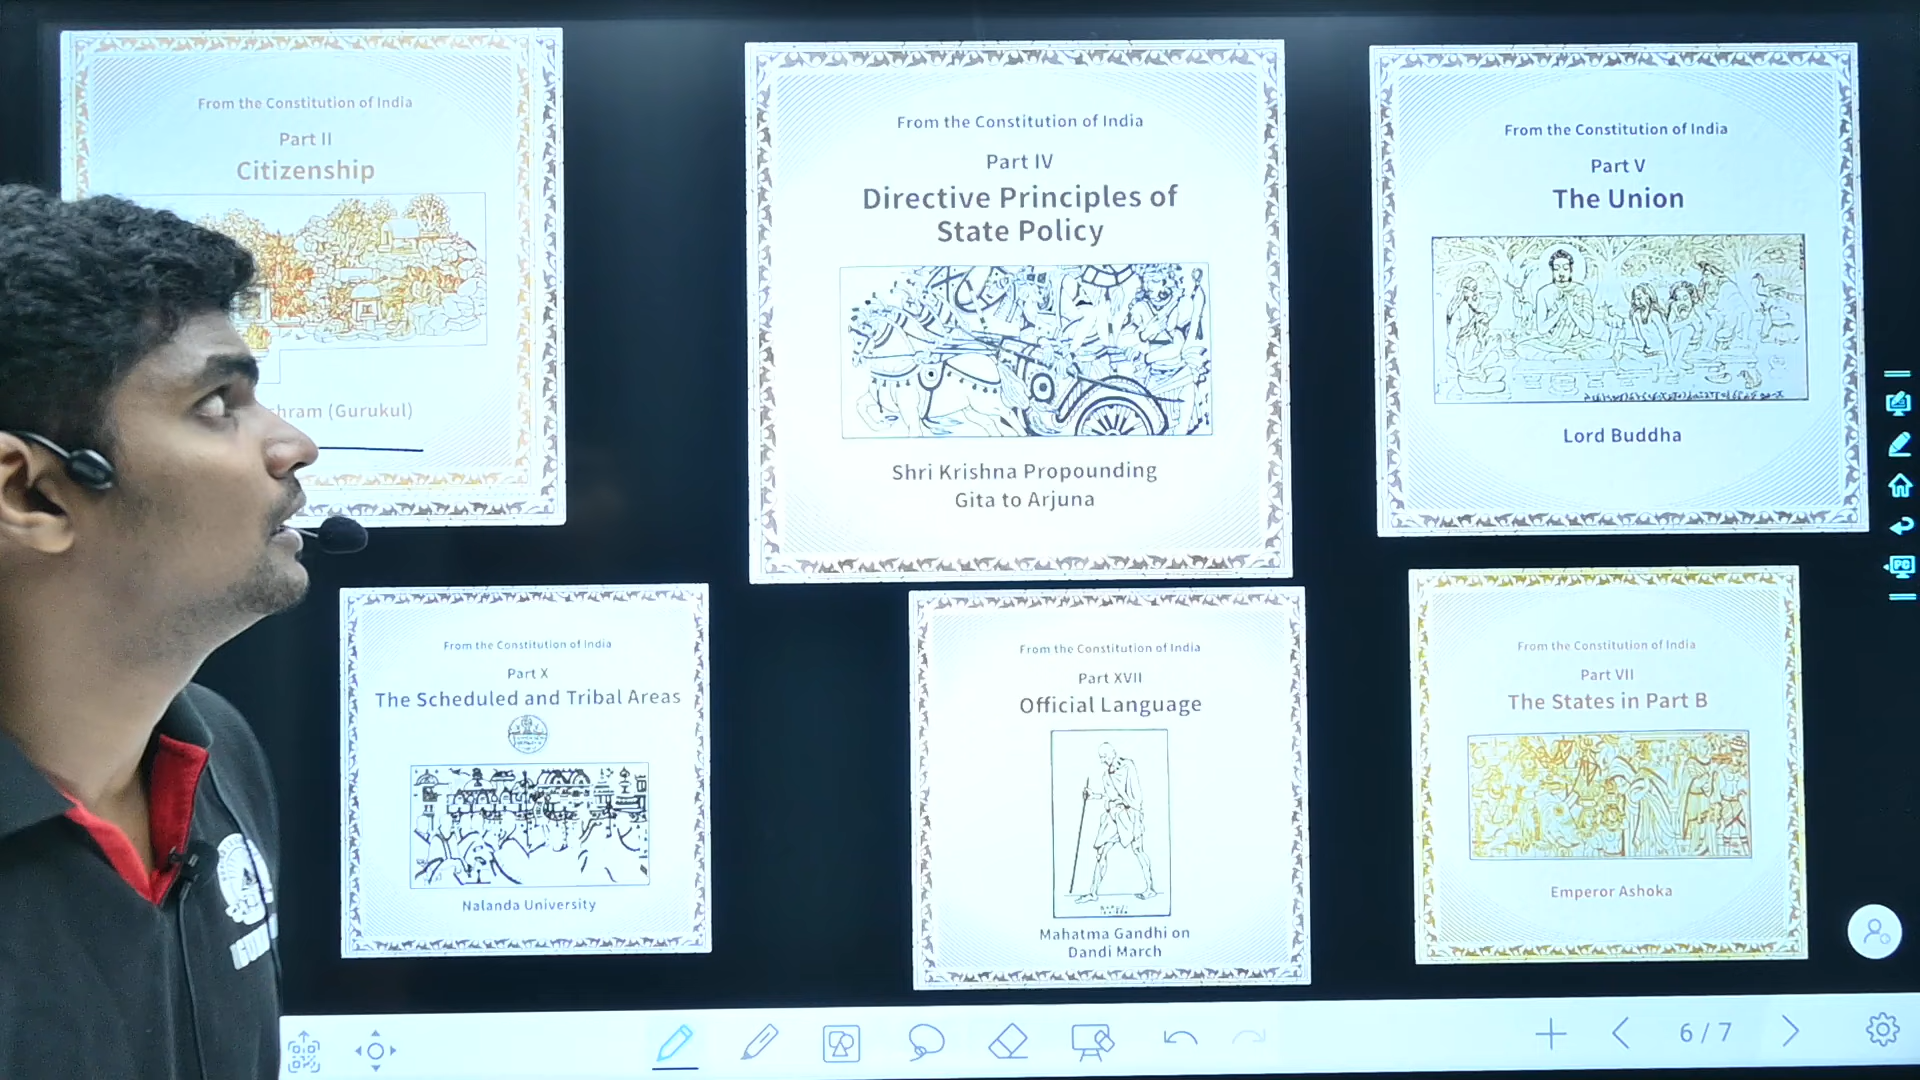 From the Constitution of India
Part II
Citizenship
hram (Gurukul)
From the Constitution of India
Part IV
Directive Principles of
State Policy
Shri Krishna Propounding
Gita to Arjuna
From the Constitution of India
Part V
The Union
Lord Buddha
From the Constitution of India
Part X
The Scheduled and Tribal Areas
Nalanda University
From the Constitution of India
Part XVII
Official Language
Mahatma Gandhi on
Dandi March
From the Constitution of India
Part VII
The States in Part B
Emperor Ashoka
PC
6 / 7